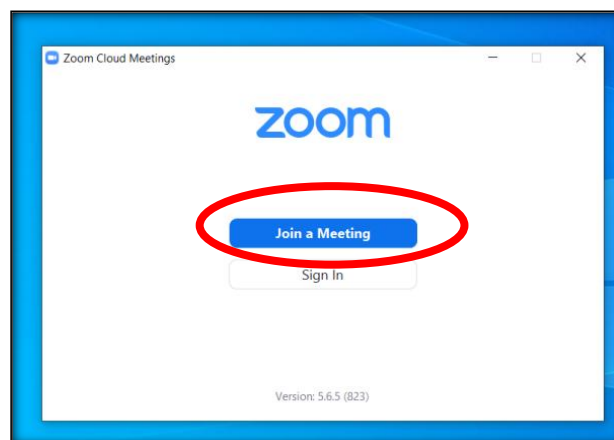 Zoom Cloud Meetings
zoom
Join a Meeting
Sign In
Version: 5.6.5 (823)